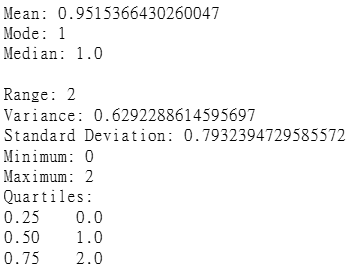 Mean: 0.9515366430260047
Mode: 1
Median: 1.0
Range: 2
Variance: 0.6292288614595697
Standard Deviation: 0.7932394729585572
Minimum: 0
Maximum: 2
Quartiles:
0.25 0.0
0.50 1.0
0.75 2.0